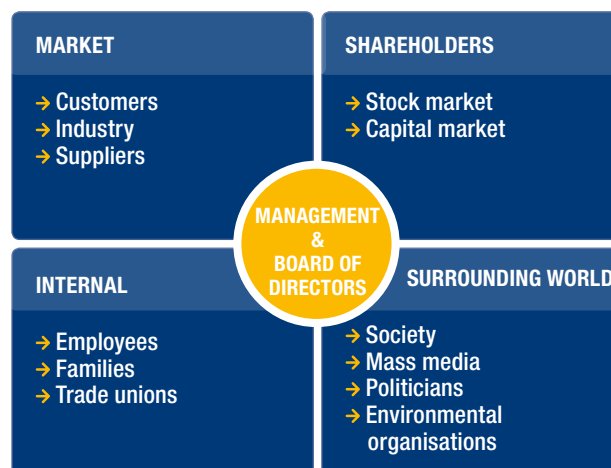 MARKET
→ Customers
→ Industry
→ Suppliers
SHAREHOLDERS
→ Stock market
→ Capital market
MANAGEMENT
&
BOARD OF
DIRECTORS
INTERNAL
→ Employees
→ Families
→ Trade unions
SURROUNDING WORLD
→ Society
→ Mass media
→ Politicians
→ Environmental
organisations